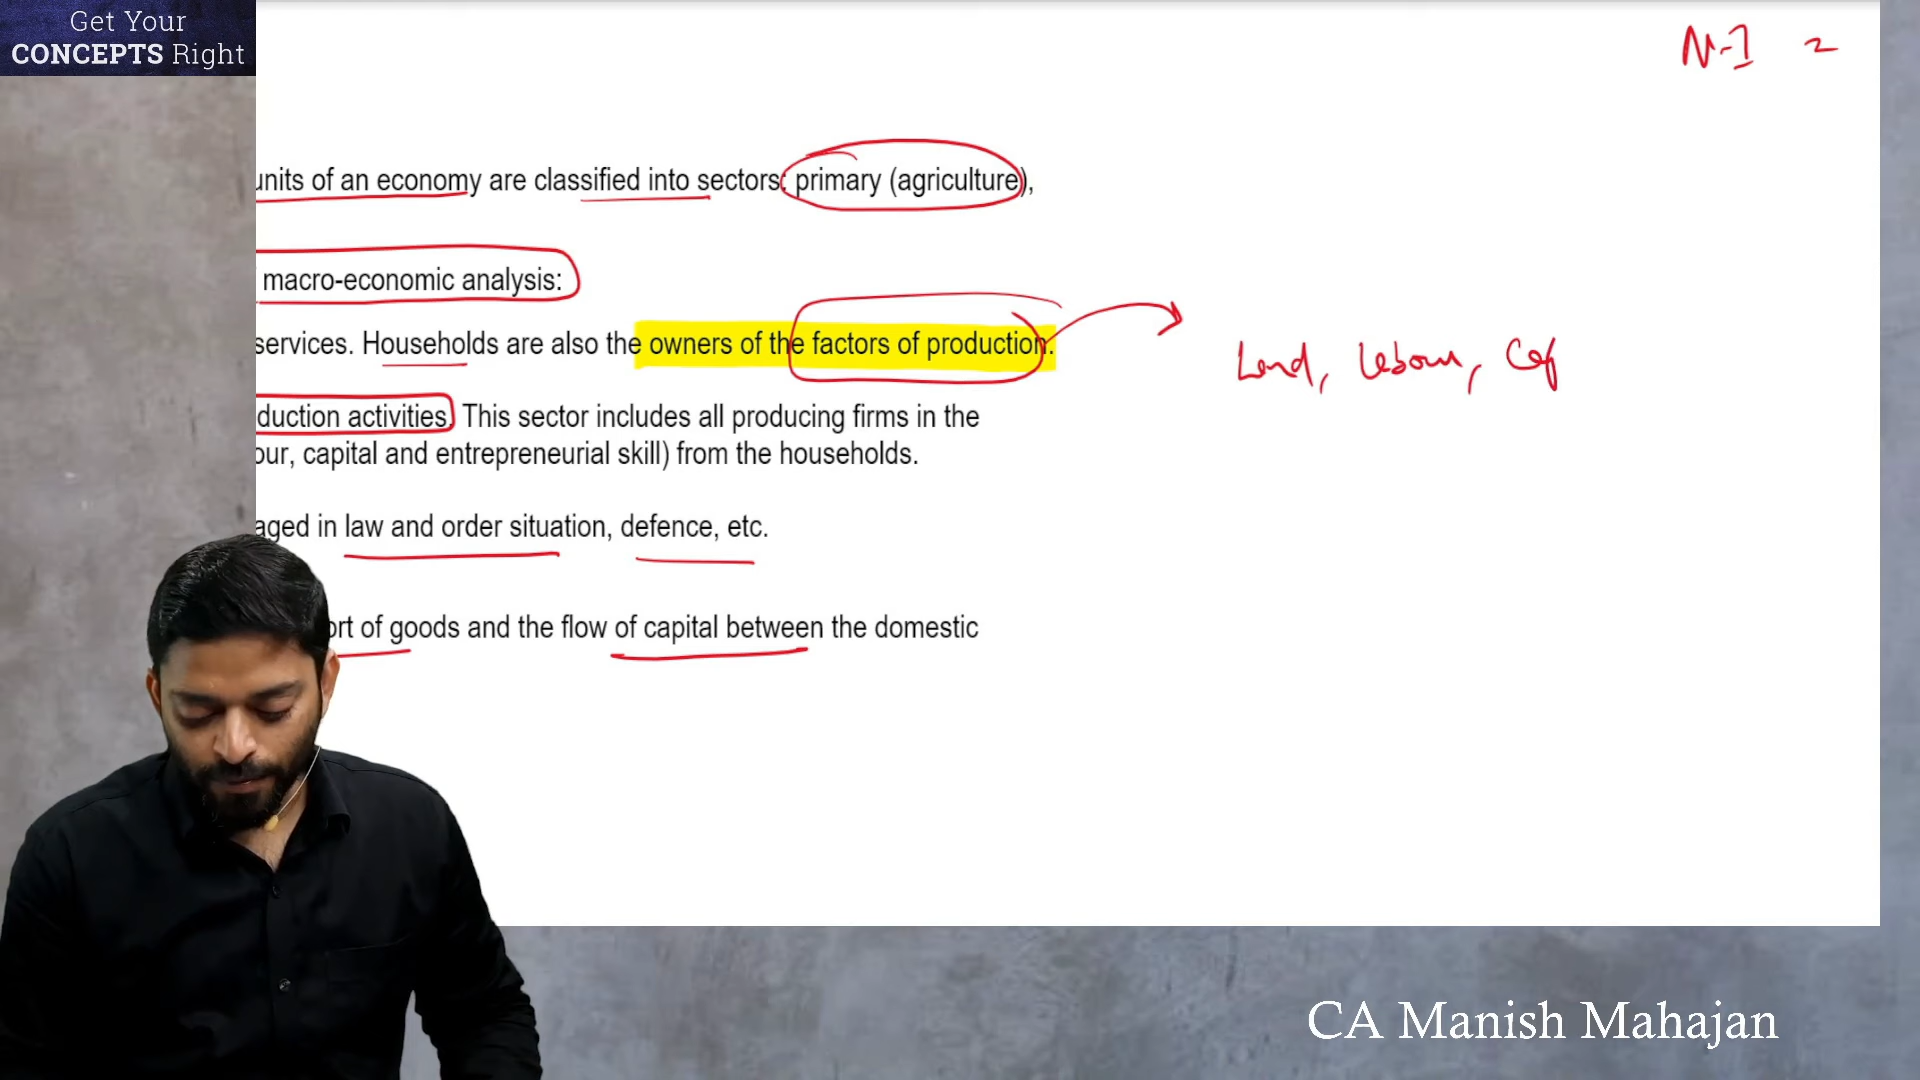 Get Your
CONCEPTS Right
N.I =
units of an economy are classified into sectors: primary (agriculture),
macro-economic analysis:
services. Households are also the owners of the factors of production.
Land, Labour, Cap
duction activities. This sector includes all producing firms in the
our, capital and entrepreneurial skill) from the households.
aged in law and order situation, defence, etc.
ort of goods and the flow of capital between the domestic
CA Manish Mahajan